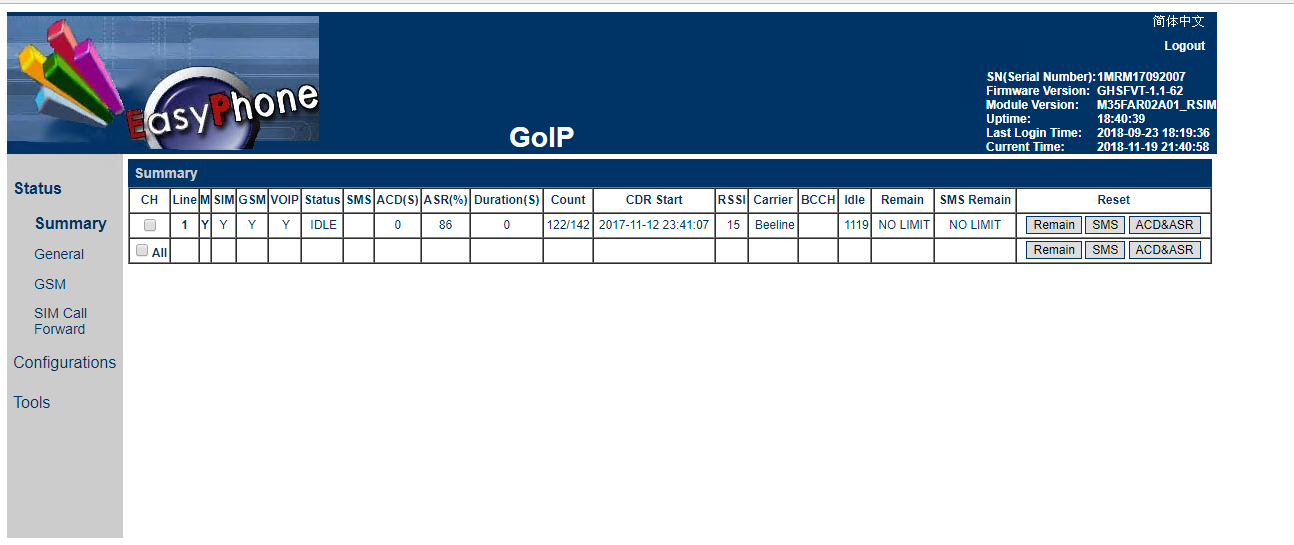 简体中文
Logout
EasyPhone
GoIP
SN(Serial Number): 1MRM17092007
Firmware Version: GHSFVT-1.1-62
Module Version: M35FAR02A01_RSIM
Uptime: 18:40:39
Last Login Time: 2018-09-23 18:19:36
Current Time: 2018-11-19 21:40:58
Status
Summary
General
GSM
SIM Call
Forward
Configurations
Tools
Summary
CH Line M SIM GSM VOIP Status SMS ACD(S) ASR(%) Duration(S) Count CDR Start RSSI Carrier BCCH Idle Remain SMS Remain Reset
1 Y Y Y Y IDLE 0 86 0 122/142 2017-11-12 23:41:07 15 Beeline 1119 NO LIMIT NO LIMIT Remain SMS ACD&ASR
All Remain SMS ACD&ASR